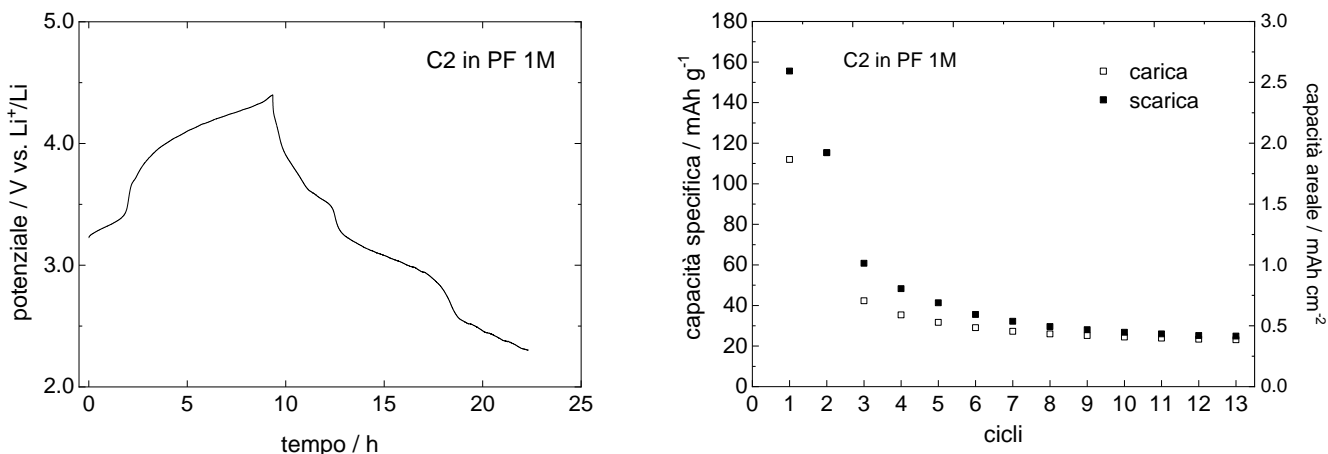 5.0
4.0
3.0
2.0
0 5 10 15 20 25
potenziale / V vs. Li⁺/Li
tempo / h
C2 in PF 1M
180
160
140
120
100
80
60
40
20
0
0 1 2 3 4 5 6 7 8 9 10 11 12 13
capacità specifica / mAh g⁻¹
cicli
C2 in PF 1M
carica
scarica
3.0
2.5
2.0
1.5
1.0
0.5
0.0
capacità areale / mAh cm⁻²